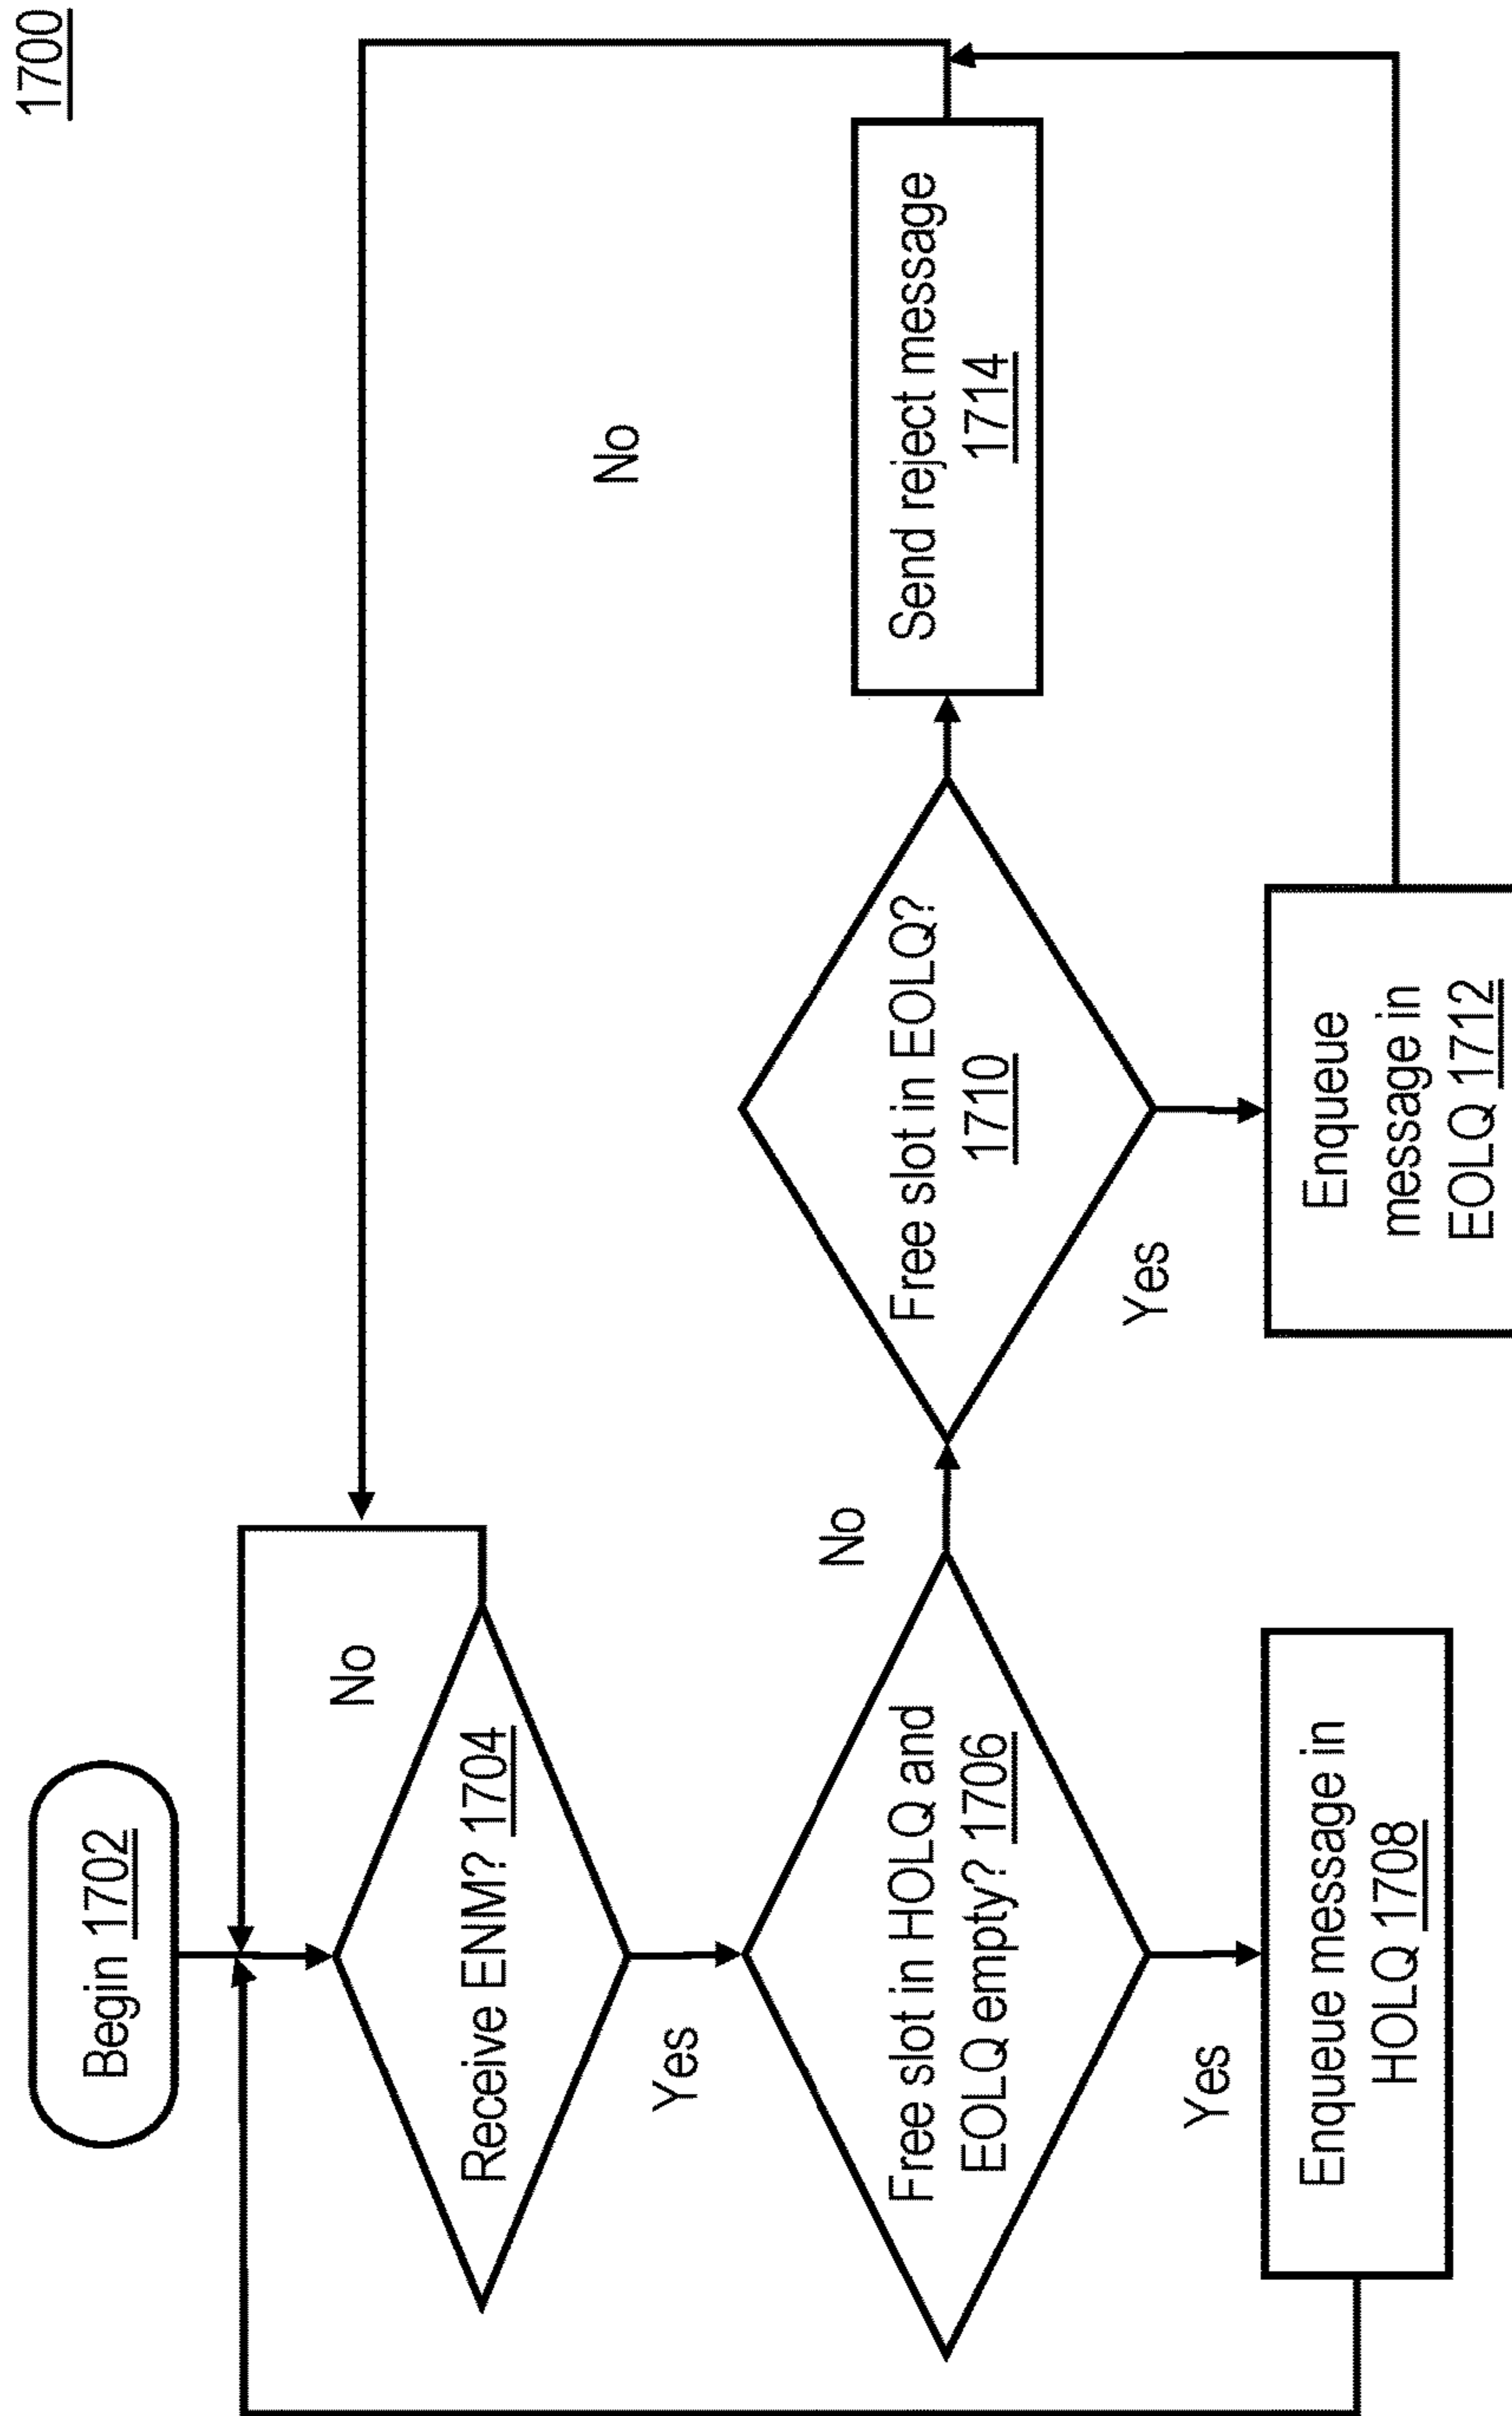 1700
Begin 1702
Receive ENM? 1704
No
Yes
Free slot in HOLQ and
EOLQ empty? 1706
No
Yes
Enqueue message in
HOLQ 1708
Free slot in EOLQ?
1710
Yes
No
Enqueue
message in
EOLQ 1712
Send reject message
1714